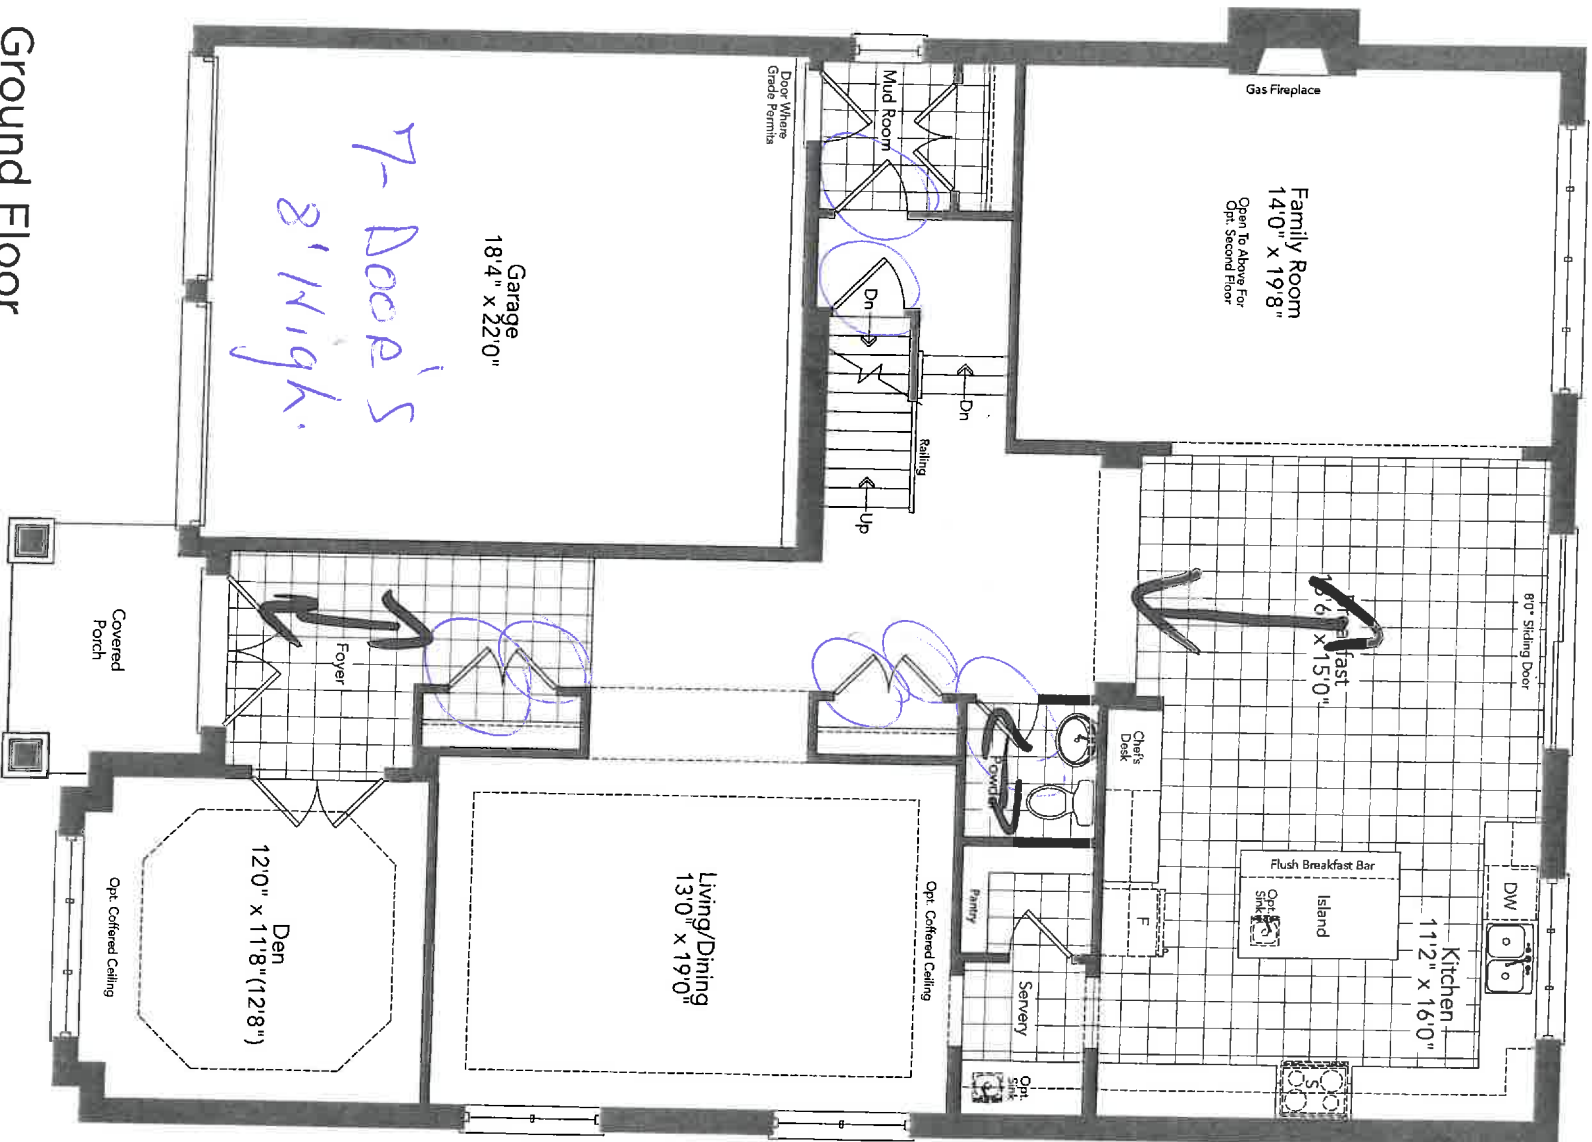 Gas Fireplace
Family Room
14'0" x 19'8"
Open To Above For
Opt. Second Floor
Mud Room
Door Where
Grade Permits
Garage
18'4" x 22'0"
7- DOOR'S
8' High.
Dn
Dn
Railing
Up
8'0" Sliding Door
x 15'0"
Chef's
Desk
Flush Breakfast Bar
Island
Opt.
Sink
DW
F
Kitchen
11'2" x 16'0"
S
Pantry
Servery
Opt.
Sink
Opt. Coffered Ceiling
Living/Dining
13'0" x 19'0"
Foyer
Covered
Porch
Den
12'0" x 11'8"(12'8")
Opt. Coffered Ceiling
Ground Floor